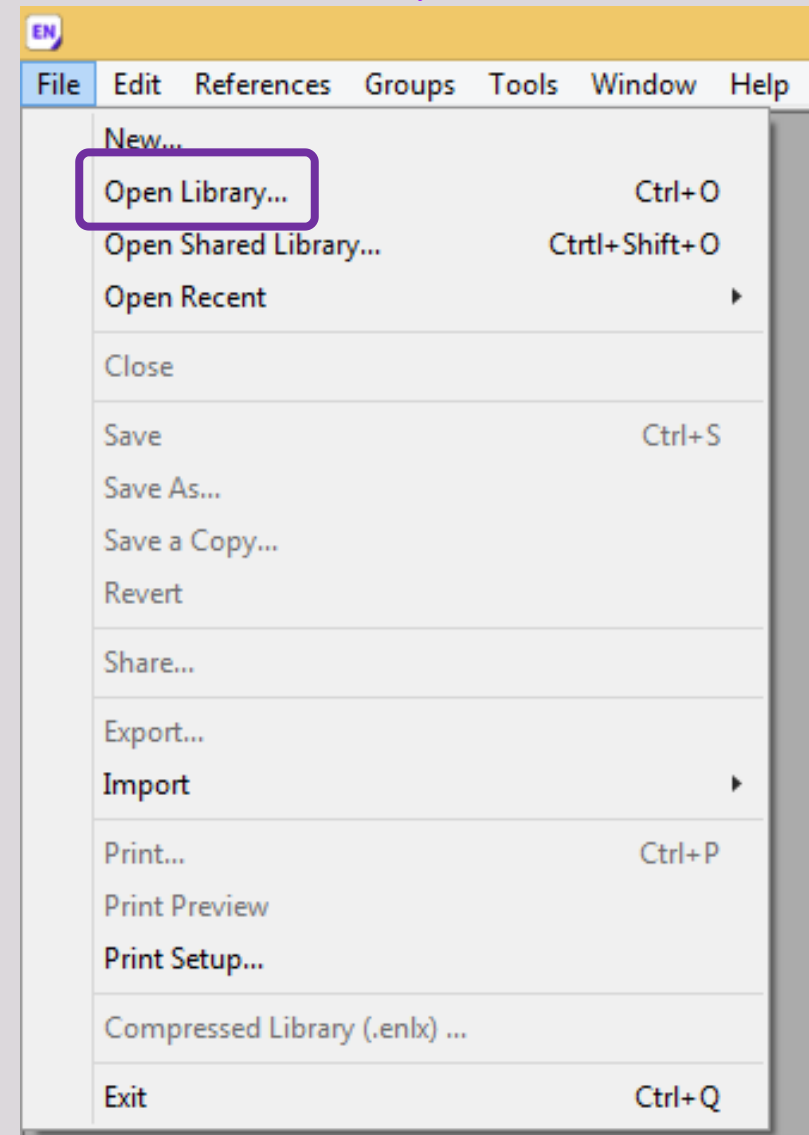 EN
File Edit References Groups Tools Window Help
New...
Open Library... Ctrl+O
Open Shared Library... Ctrtl+Shift+O
Open Recent
Close
Save Ctrl+S
Save As...
Save a Copy...
Revert
Share...
Export...
Import
Print... Ctrl+P
Print Preview
Print Setup...
Compressed Library (.enlx) ...
Exit Ctrl+Q